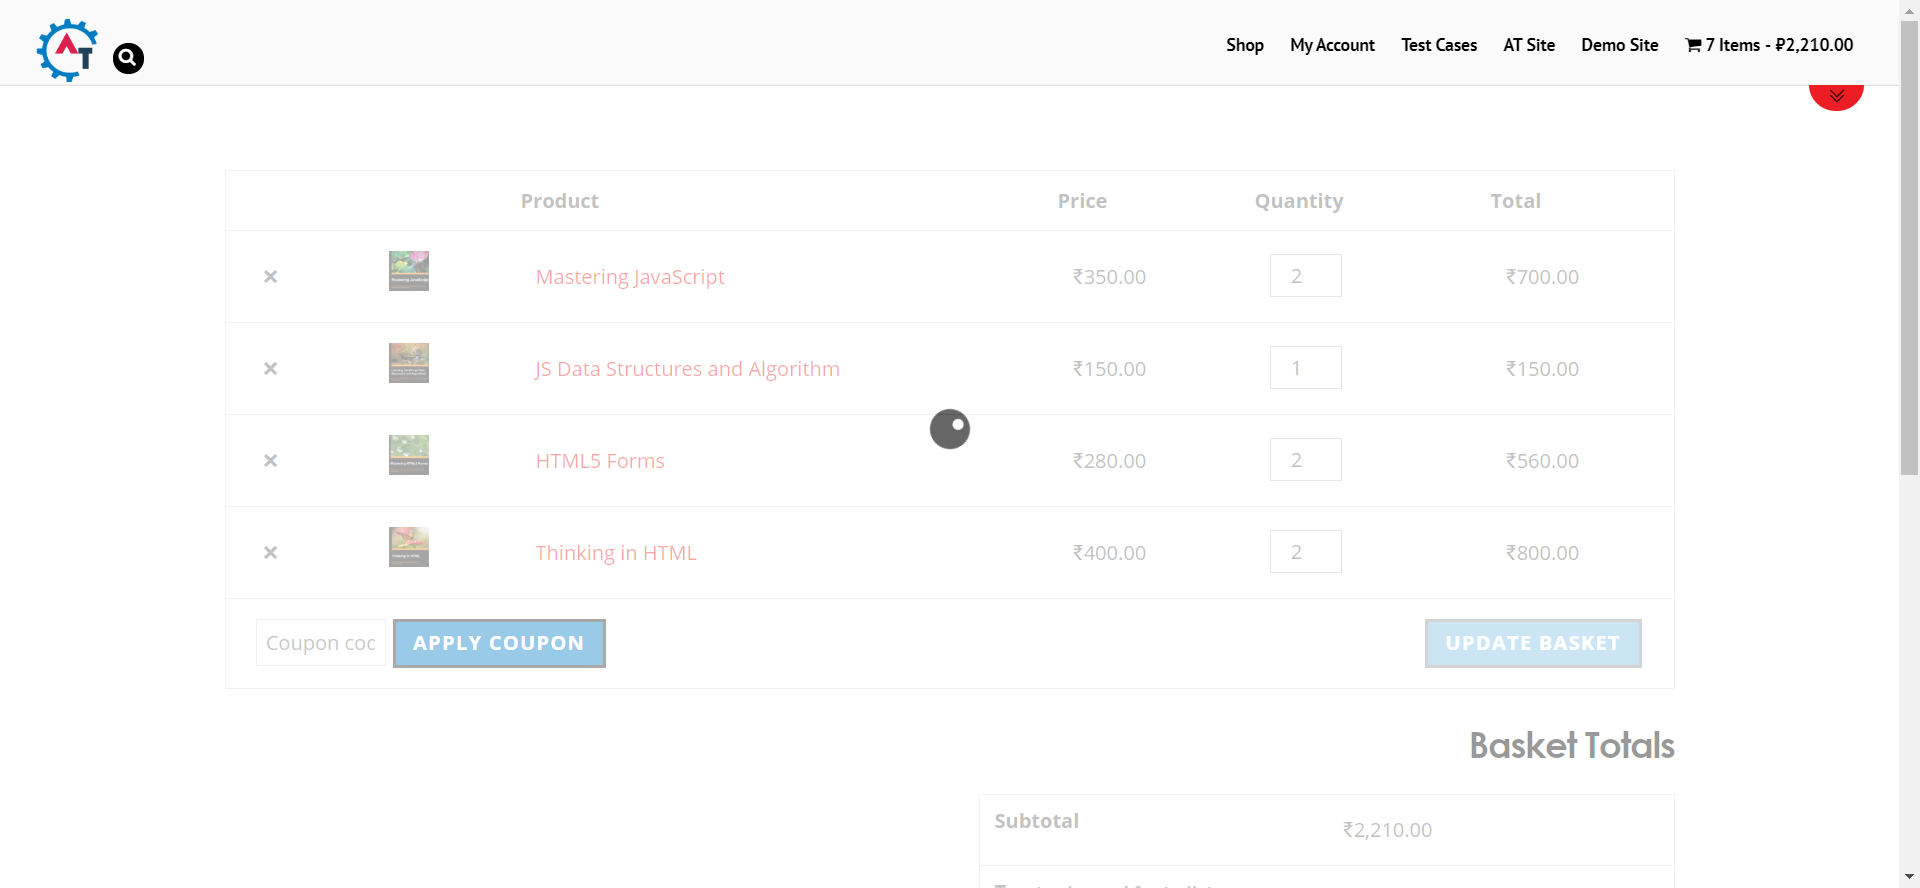 AT
Shop My Account Test Cases AT Site Demo Site 7 Items - ₽2,210.00
Product Price Quantity Total
× Mastering JavaScript ₹350.00 2 ₹700.00
× JS Data Structures and Algorithm ₹150.00 1 ₹150.00
× HTML5 Forms ₹280.00 2 ₹560.00
× Thinking in HTML ₹400.00 2 ₹800.00
Coupon coc APPLY COUPON UPDATE BASKET
Basket Totals
Subtotal ₹2,210.00